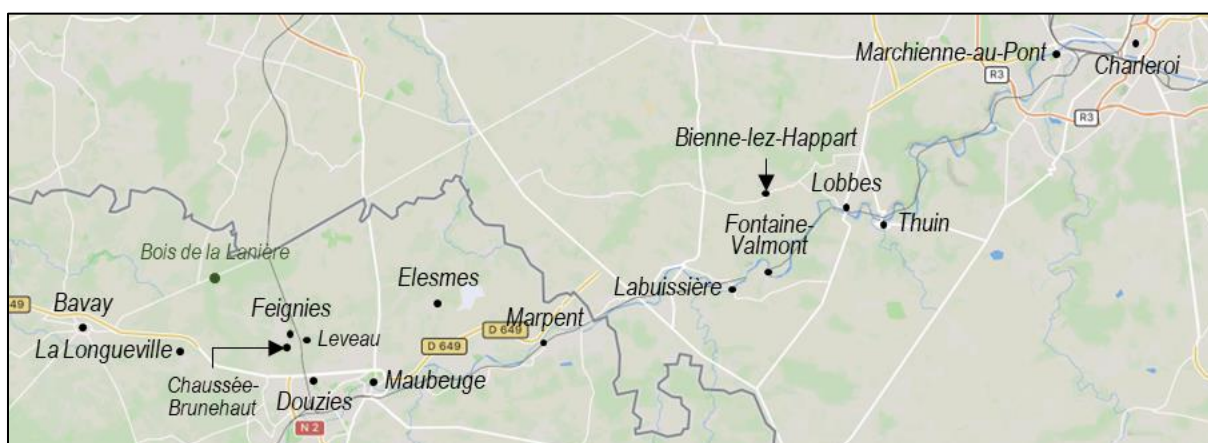 Marchienne-au-Pont
Charleroi
R3
R3
Bienne-lez-Happart
Lobbes
Thuin
Fontaine-
Valmont
Bois de la Lanière
Elesmes
Labuissière
49
Bavay
Feignies
Leveau
Marpent
D 649
D 649
La Longueville
Chaussée-
Brunehaut
Douzies
Maubeuge
N 2